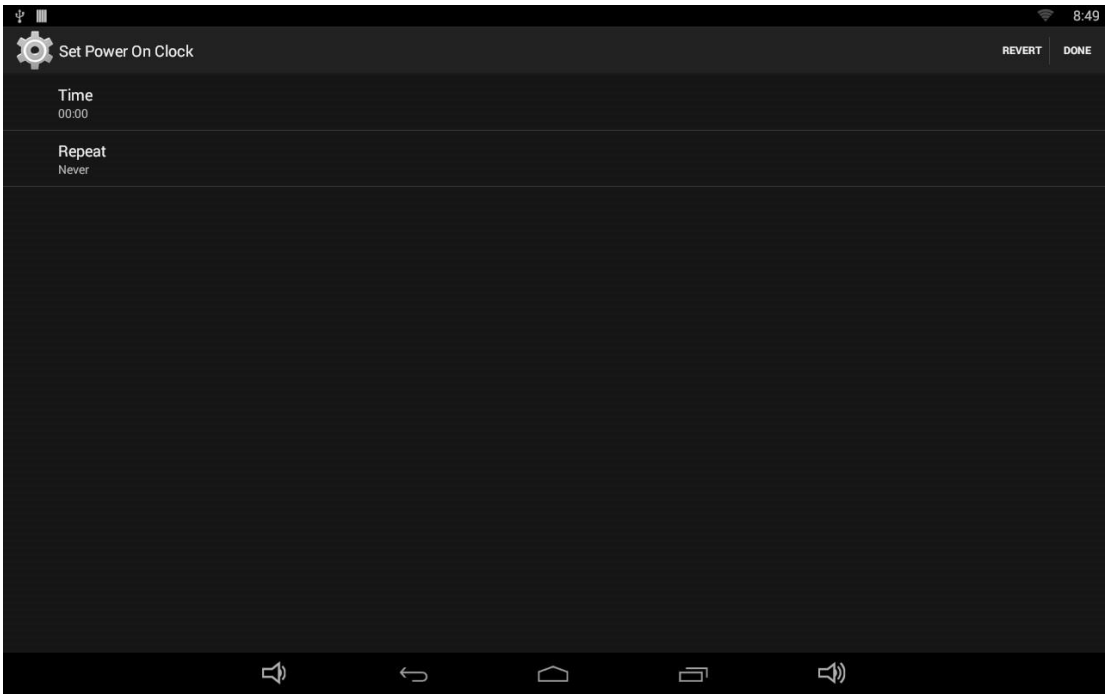 8:49
Set Power On Clock
REVERT
DONE
Time
00:00
Repeat
Never